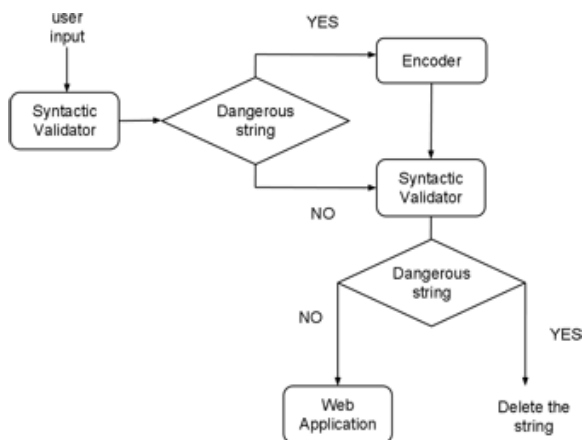 user
input
YES
Encoder
Syntactic
Validator
Dangerous
string
Syntactic
Validator
NO
Dangerous
string
NO
YES
Web
Application
Delete the
string